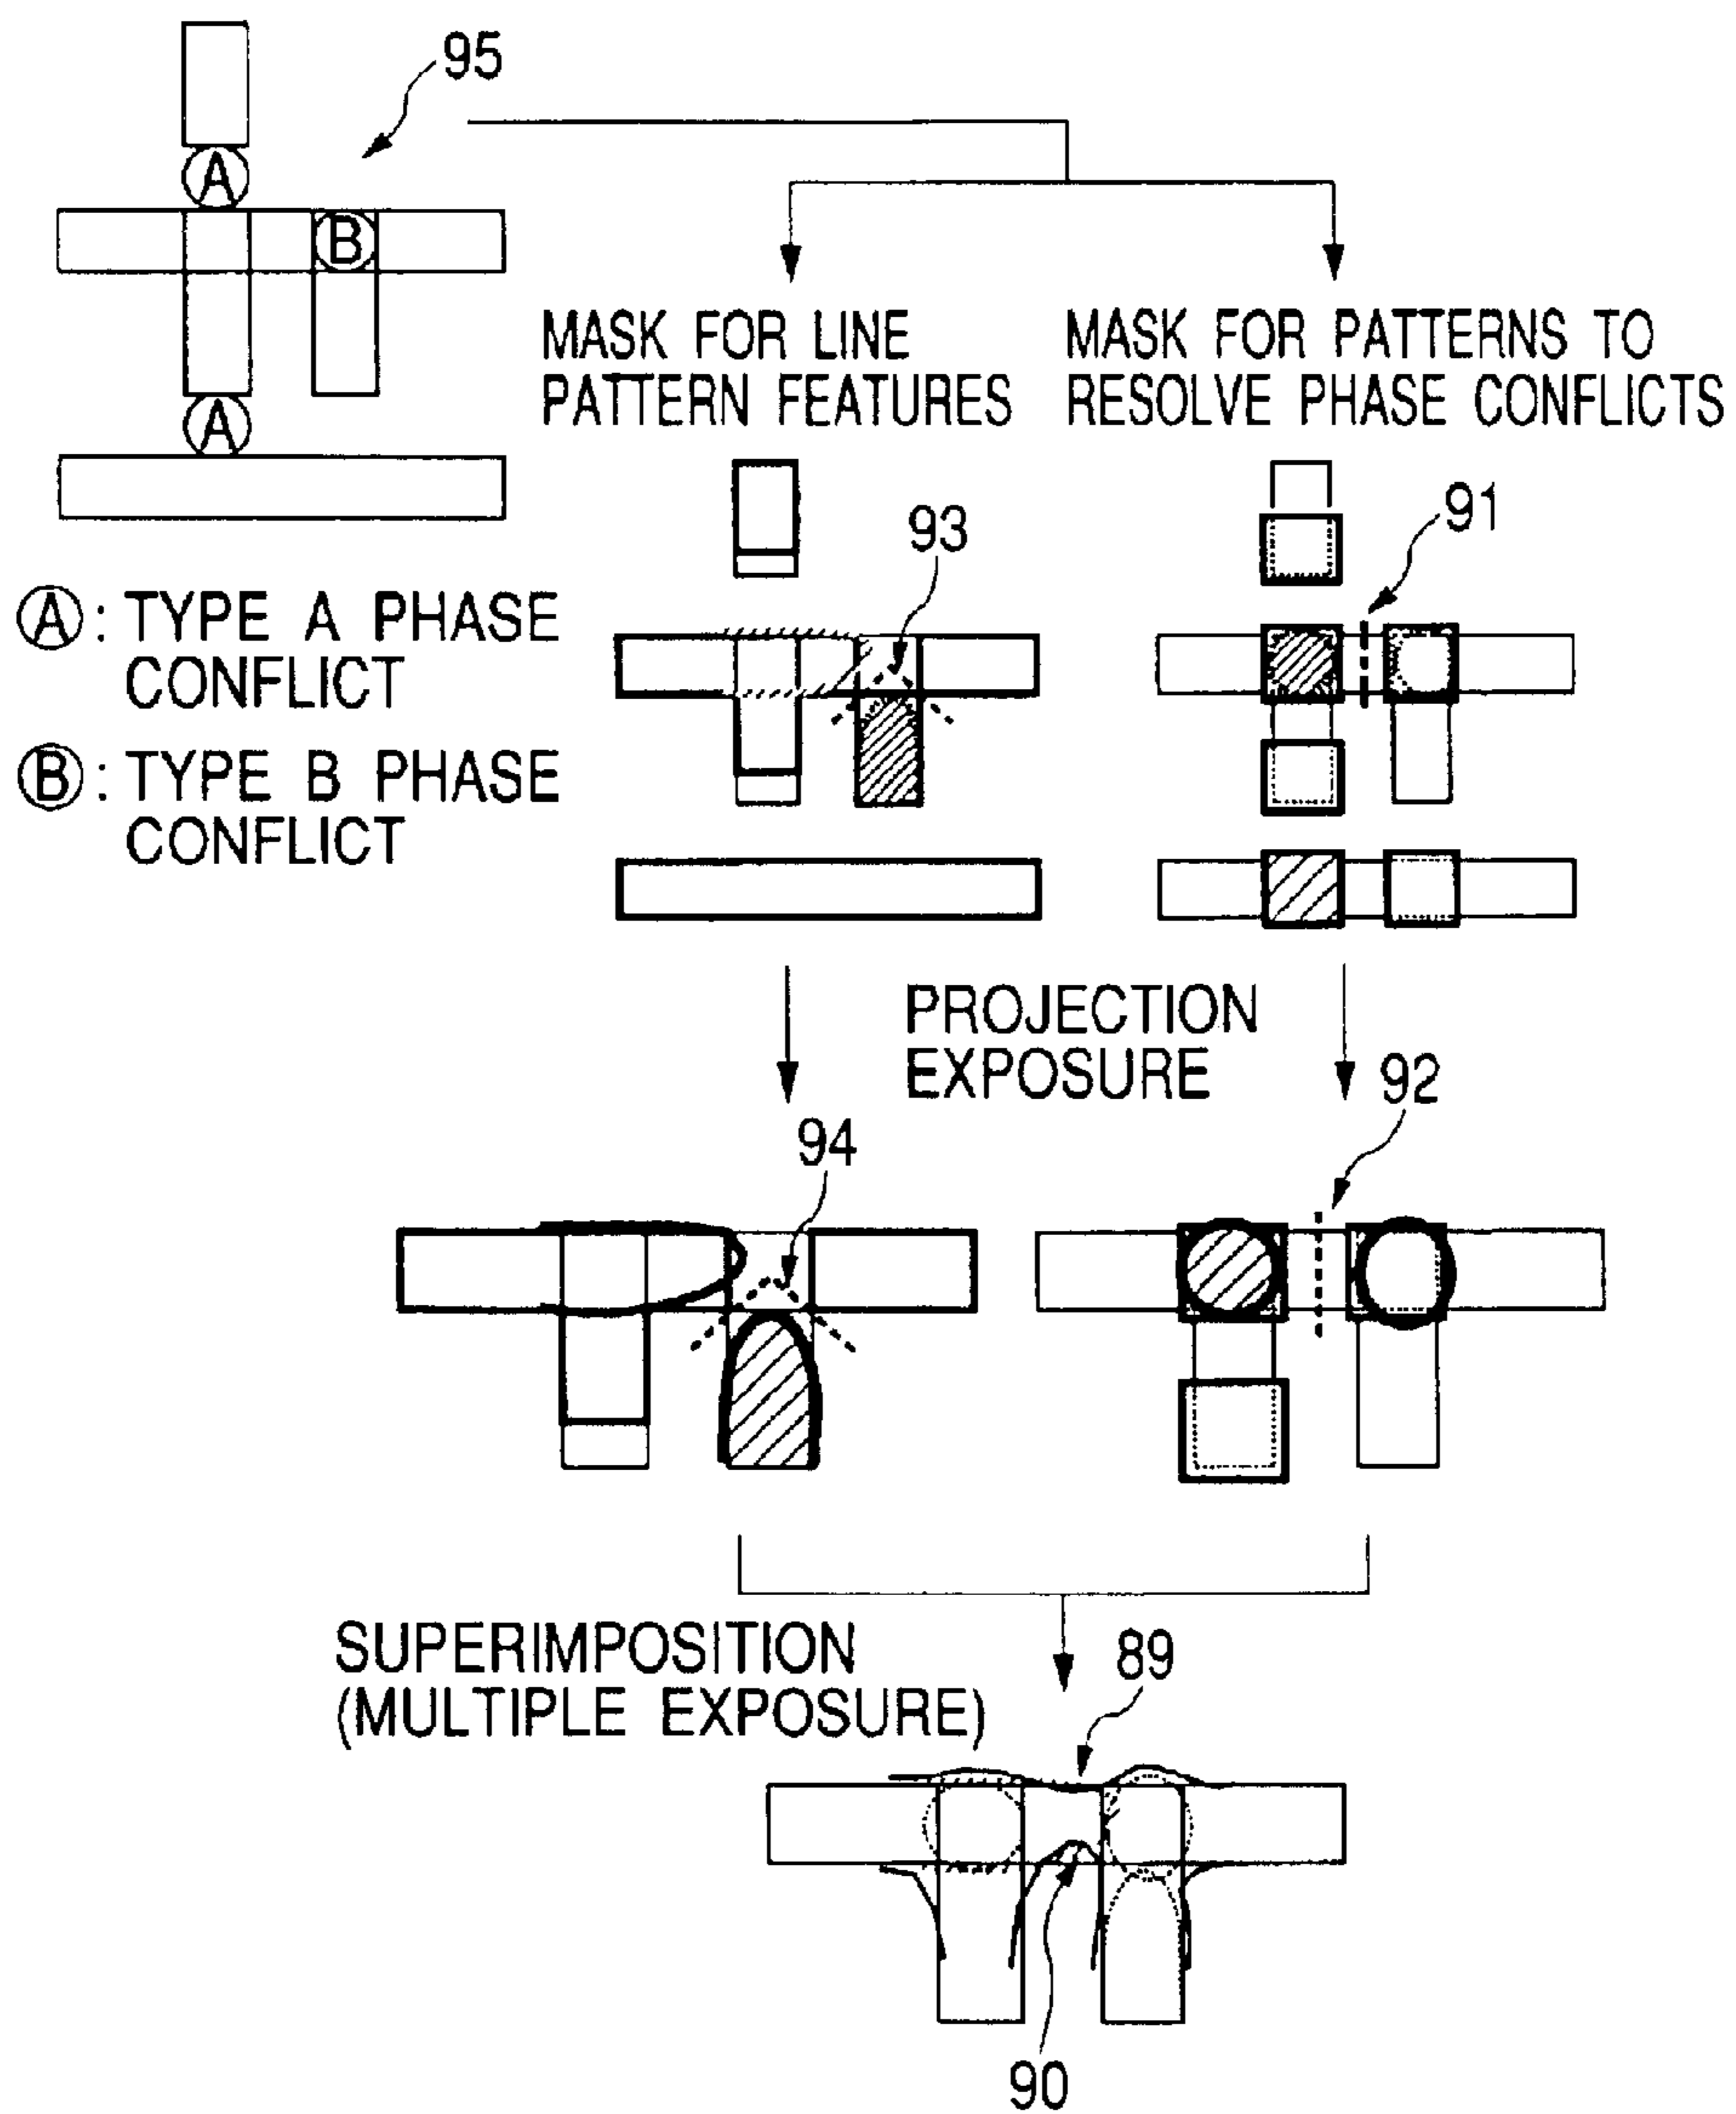 95
A
B
A
MASK FOR LINE
PATTERN FEATURES
MASK FOR PATTERNS TO
RESOLVE PHASE CONFLICTS
93
91
A : TYPE A PHASE
CONFLICT
B : TYPE B PHASE
CONFLICT
PROJECTION
EXPOSURE
92
94
SUPERIMPOSITION
(MULTIPLE EXPOSURE)
89
90